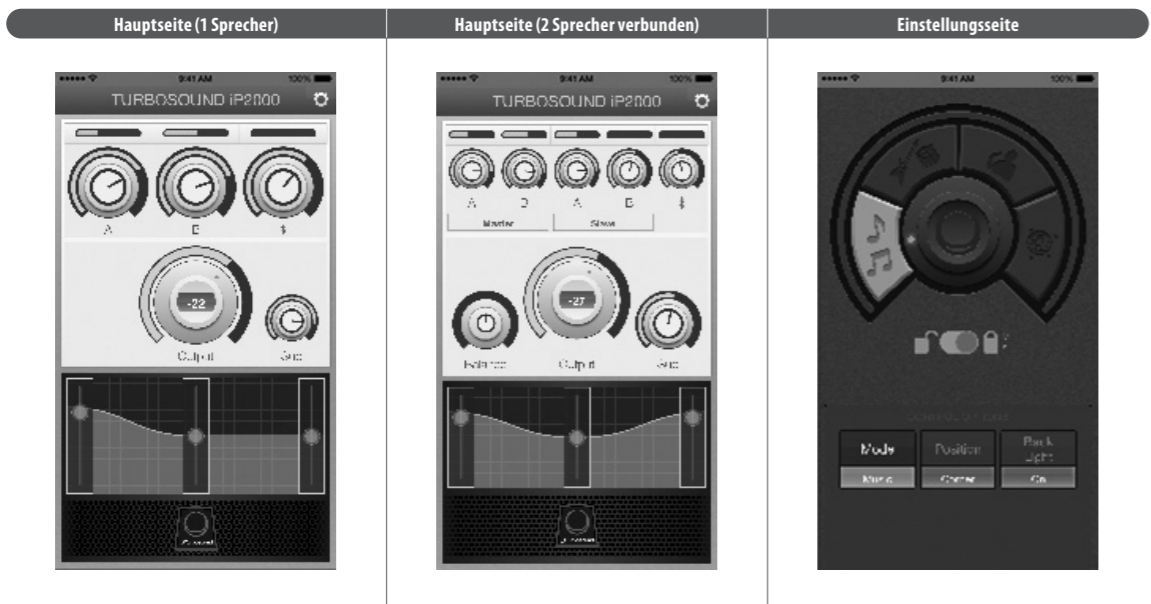 Hauptseite (1 Sprecher)
Hauptseite (2 Sprecher verbunden)
Einstellungsseite
9:41 AM 100%
TURBOSOUND iP2000
A B
-22
Output Sub
9:41 AM 100%
TURBOSOUND iP2000
A B A B
Master Slave
-27
Balance Output Sub
9:41 AM 100%
Mode Position Back Light
Music Corner On